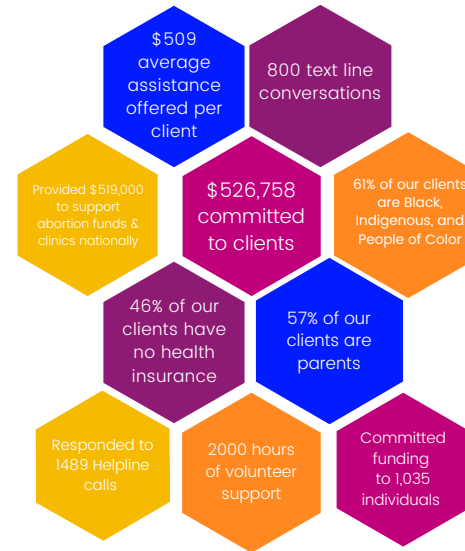 $509
average
assistance
offered per
client
800 text line
conversations
Provided $519,000
to support
abortion funds &
clinics nationally
$526,758
committed
to clients
61% of our clients
are Black,
Indigenous, and
People of Color
46% of our
clients have
no health
insurance
57% of our
clients are
parents
Responded to
1489 Helpline
calls
2000 hours
of volunteer
support
Committed
funding
to 1,035
individuals